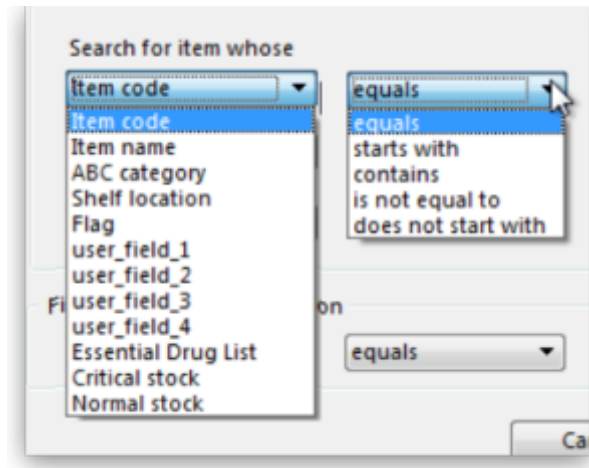 Search for item whose
Item code
equals
Item code
Item name
ABC category
Shelf location
Flag
user_field_1
user_field_2
user_field_3
user_field_4
Essential Drug List
Critical stock
Normal stock
equals
starts with
contains
is not equal to
does not start with
Fi
on
equals
Ca